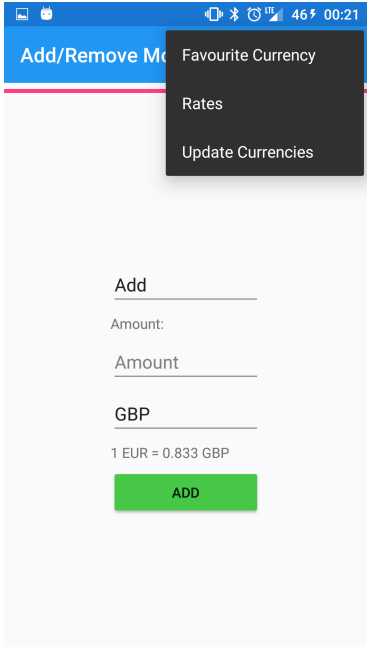 LTE 46 00:21
Add/Remove Mo
Favourite Currency
Rates
Update Currencies
Add
Amount:
Amount
GBP
1 EUR = 0.833 GBP
ADD